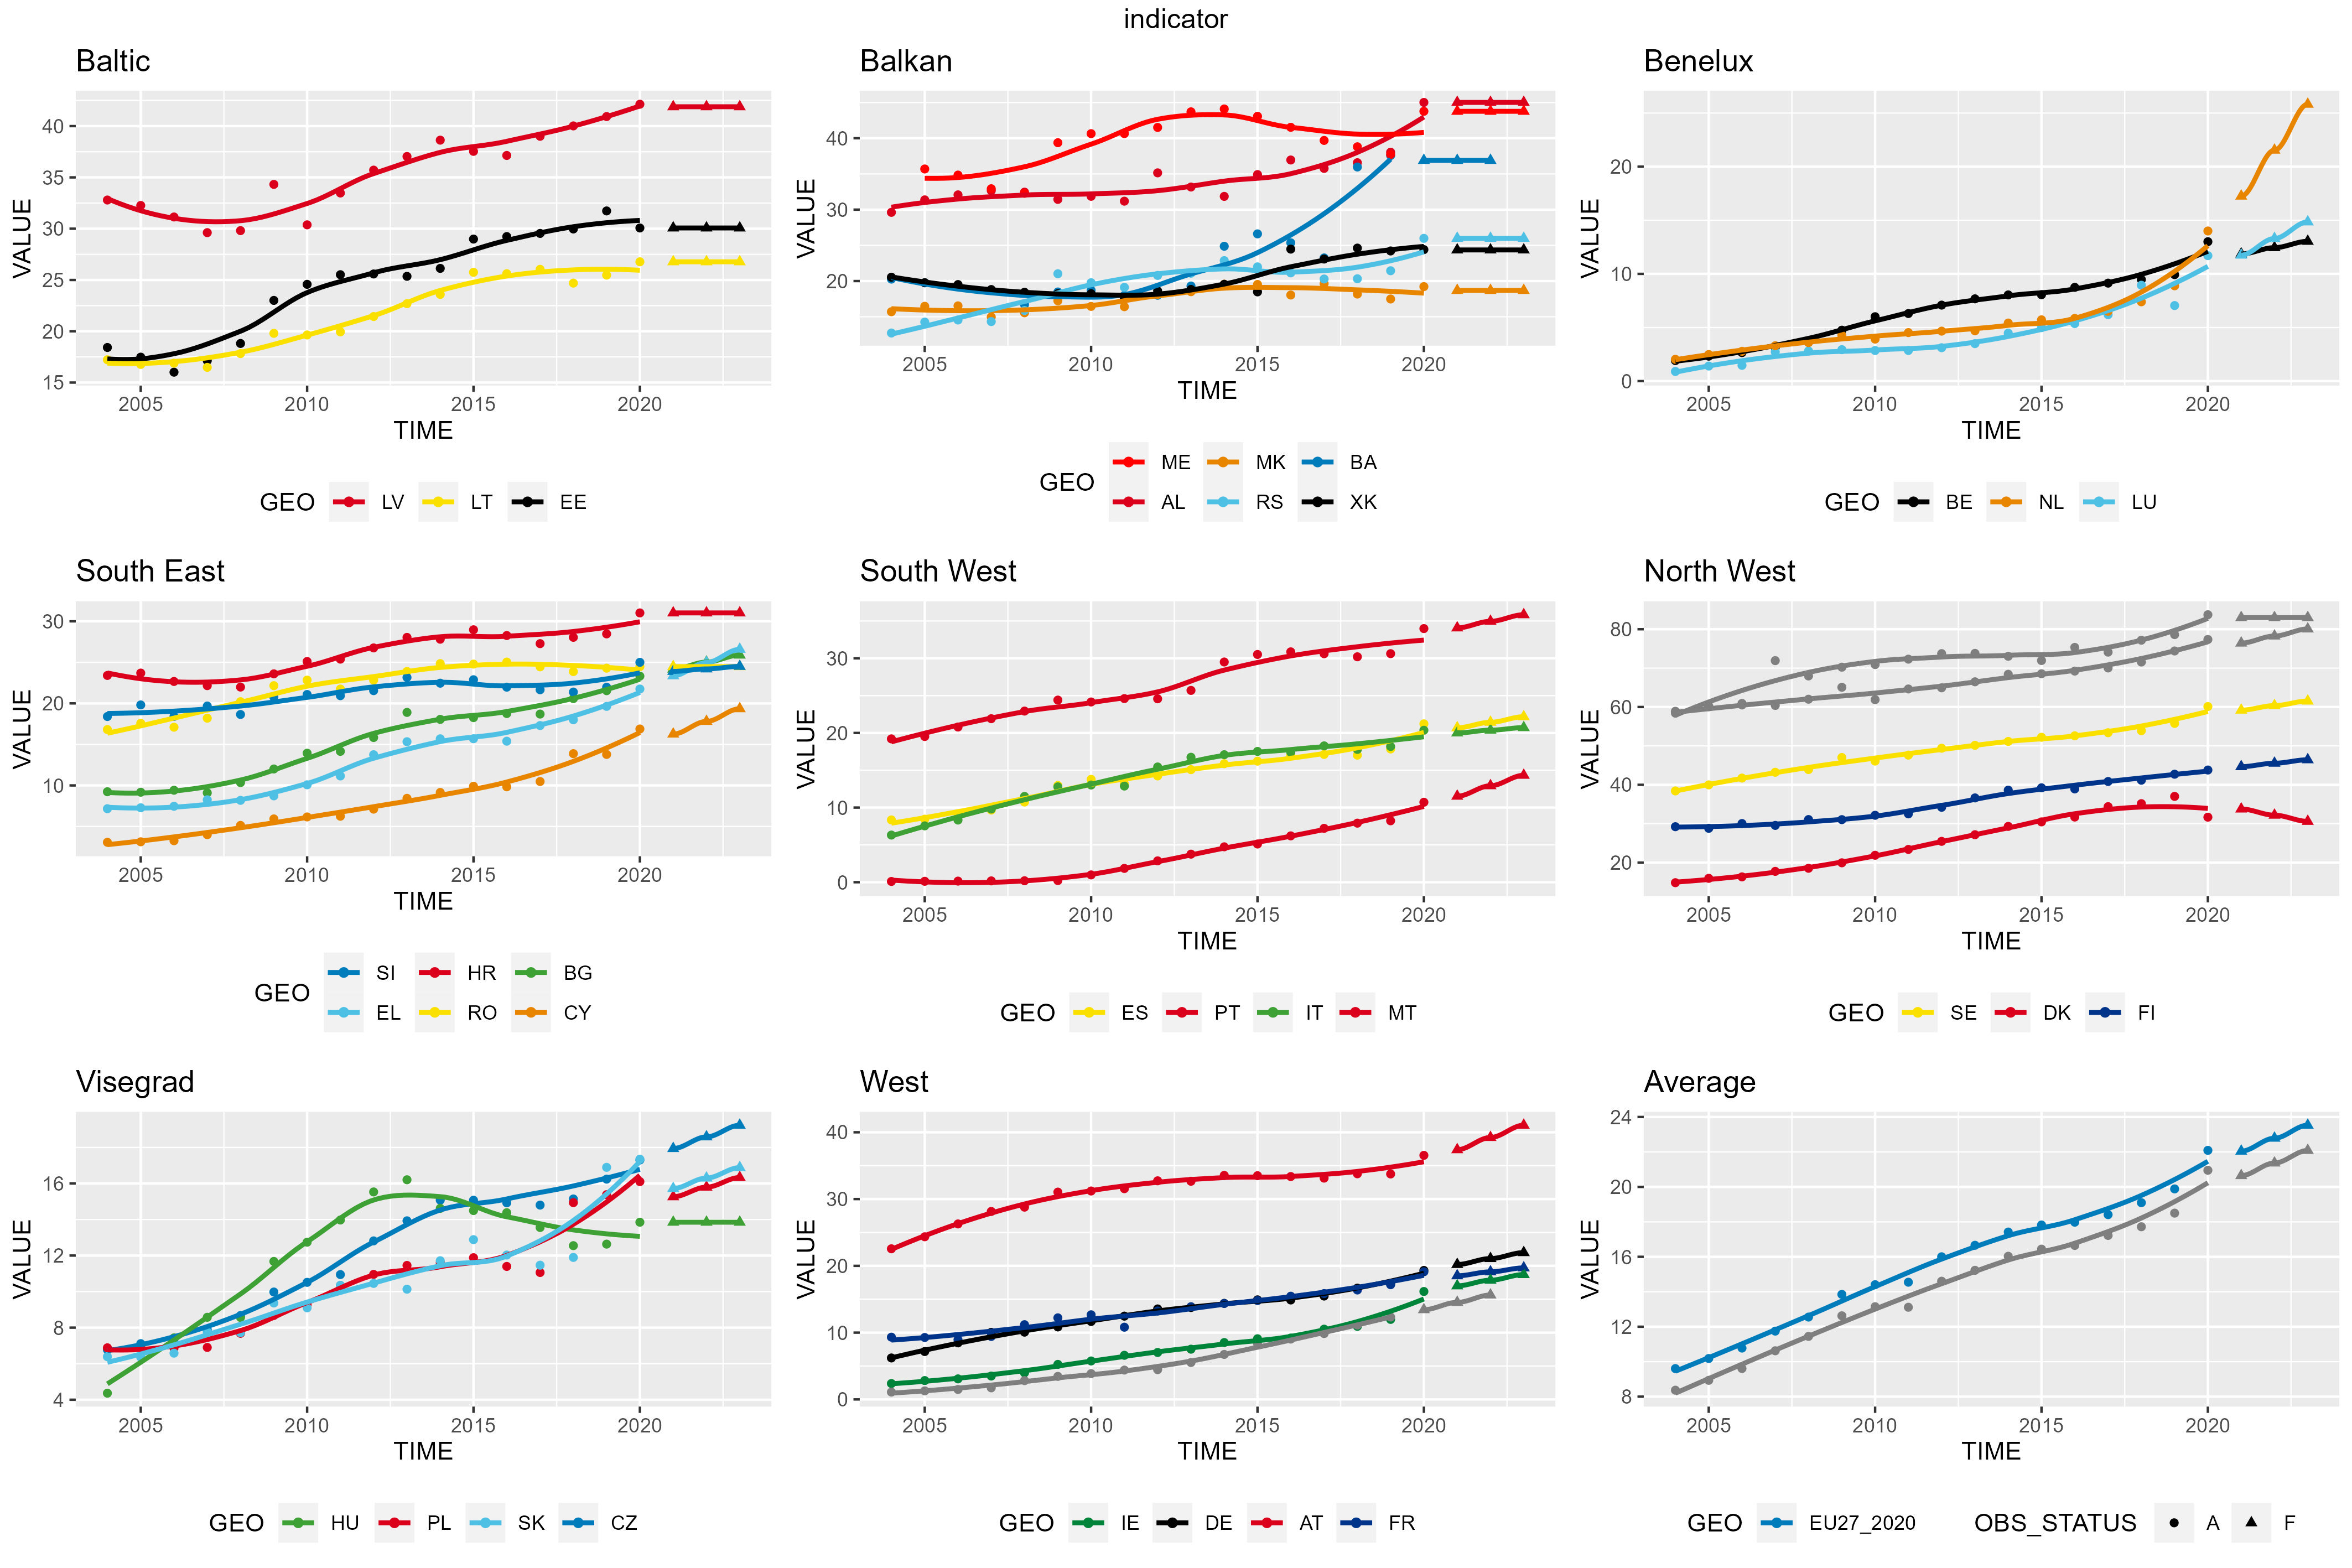 indicator
Baltic
Balkan
Benelux
VALUE
40
35
30
25
20
15
2005 2010 2015 2020
TIME
GEO LV LT EE
VALUE
40
30
20
2005 2010 2015 2020
TIME
GEO ME MK BA
AL RS XK
VALUE
20
10
0
2005 2010 2015 2020
TIME
GEO BE NL LU
South East
South West
North West
VALUE
30
20
10
2005 2010 2015 2020
TIME
GEO SI HR BG
EL RO CY
VALUE
30
20
10
0
2005 2010 2015 2020
TIME
GEO ES PT IT MT
VALUE
80
60
40
20
2005 2010 2015 2020
TIME
GEO SE DK FI
Visegrad
West
Average
VALUE
16
12
8
4
2005 2010 2015 2020
TIME
GEO HU PL SK CZ
VALUE
40
30
20
10
0
2005 2010 2015 2020
TIME
GEO IE DE AT FR
VALUE
24
20
16
12
8
2005 2010 2015 2020
TIME
GEO EU27_2020 OBS_STATUS A F